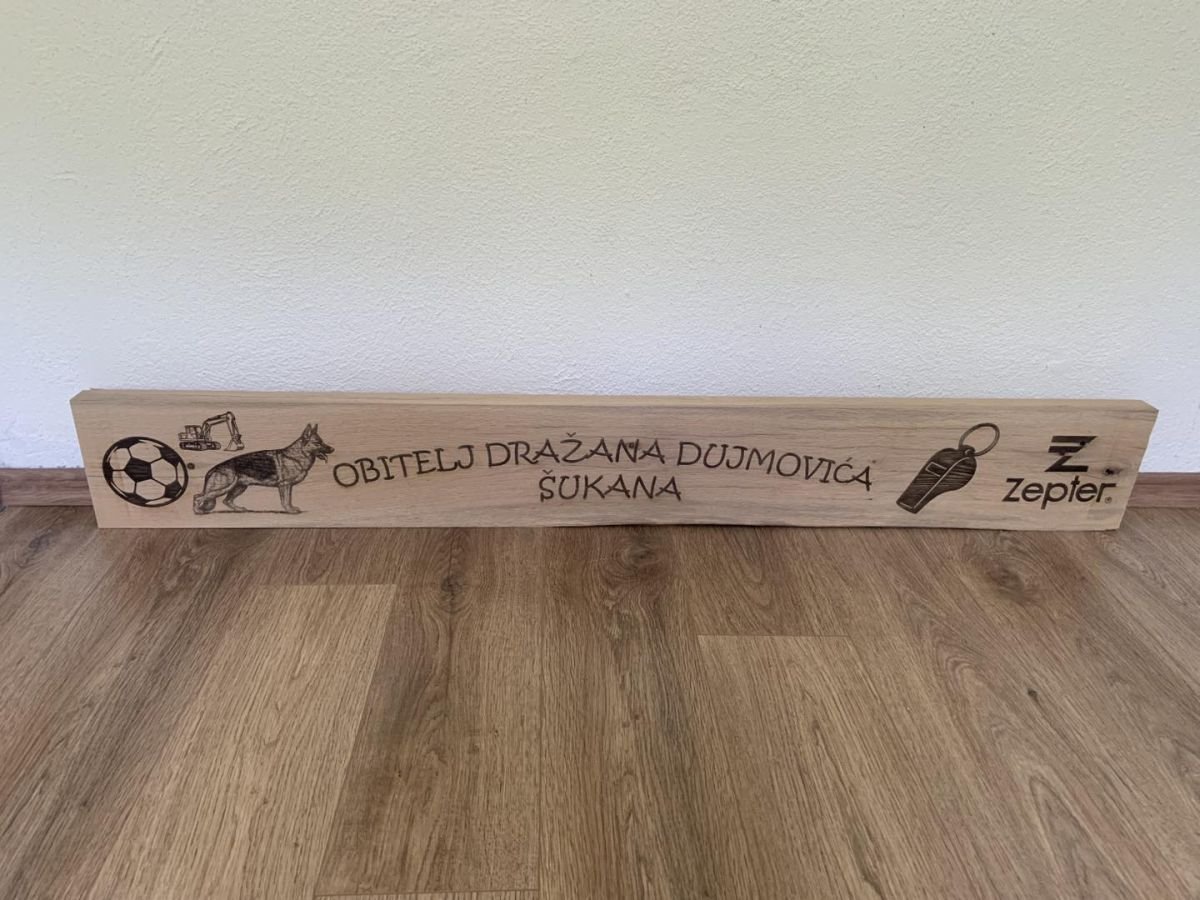 OBITELJ DRAŽANA DUJMOVIĆA
ŠUKANA
Zepter®